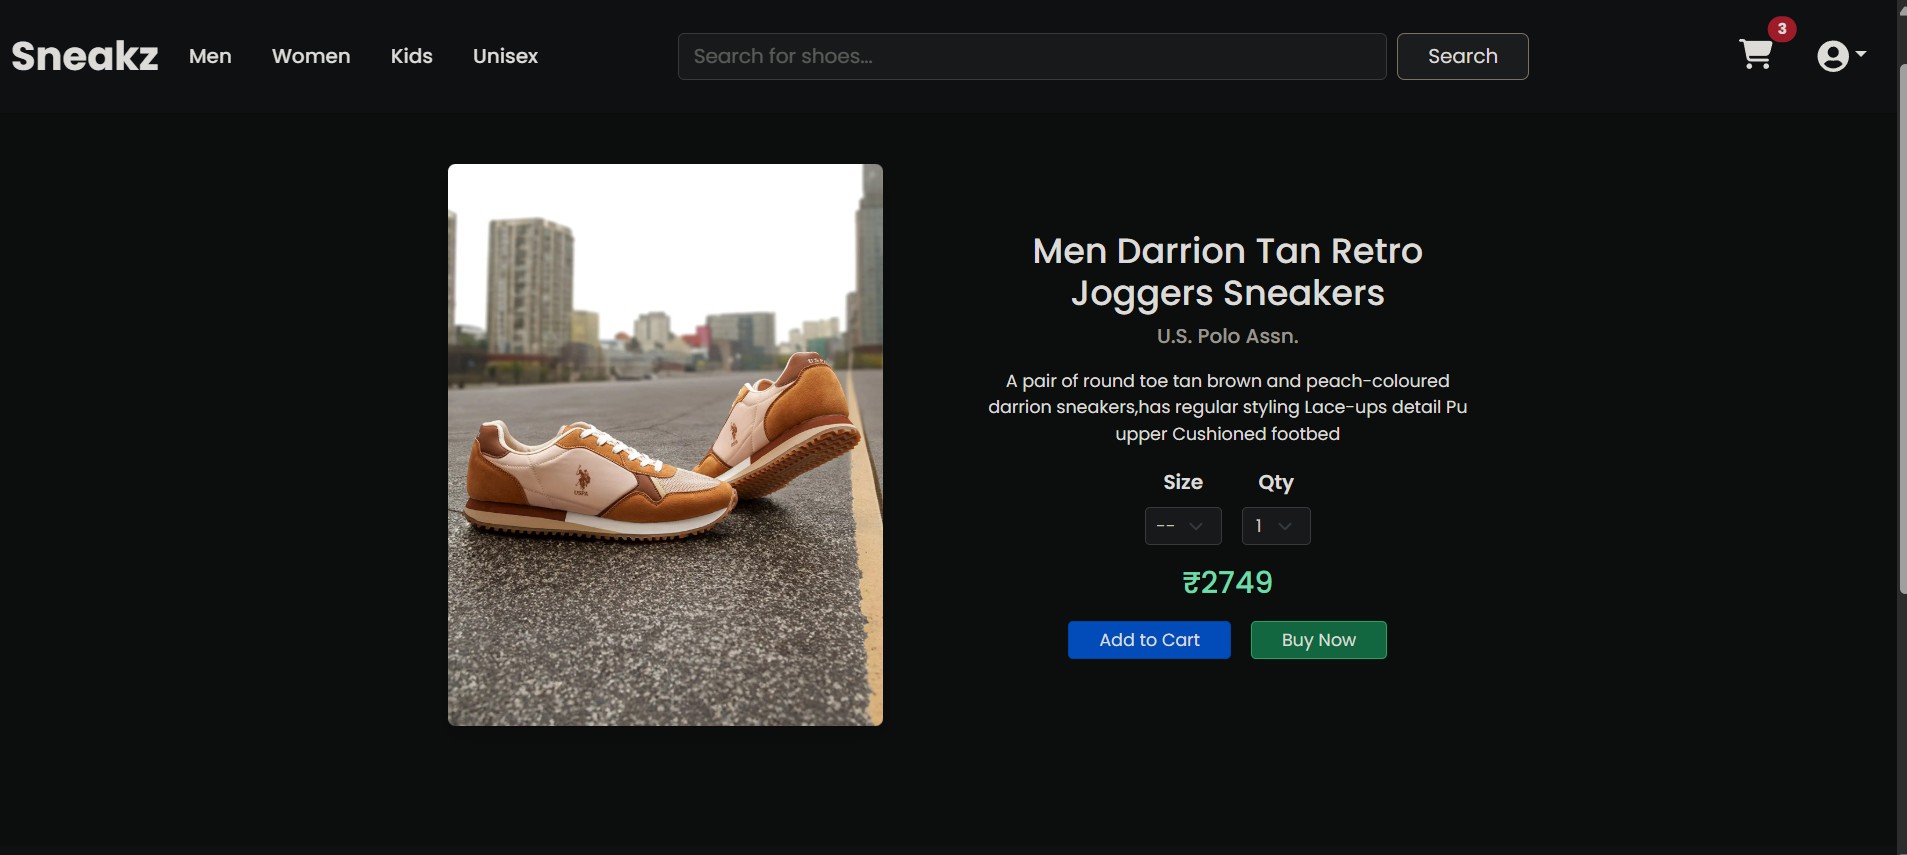 Sneakz
Men
Women
Kids
Unisex
Search for shoes...
Search
3
Men Darrion Tan Retro
Joggers Sneakers
U.S. Polo Assn.
A pair of round toe tan brown and peach-coloured
darrion sneakers,has regular styling Lace-ups detail Pu
upper Cushioned footbed
Size
Qty
--
1
₹2749
Add to Cart
Buy Now
USPA